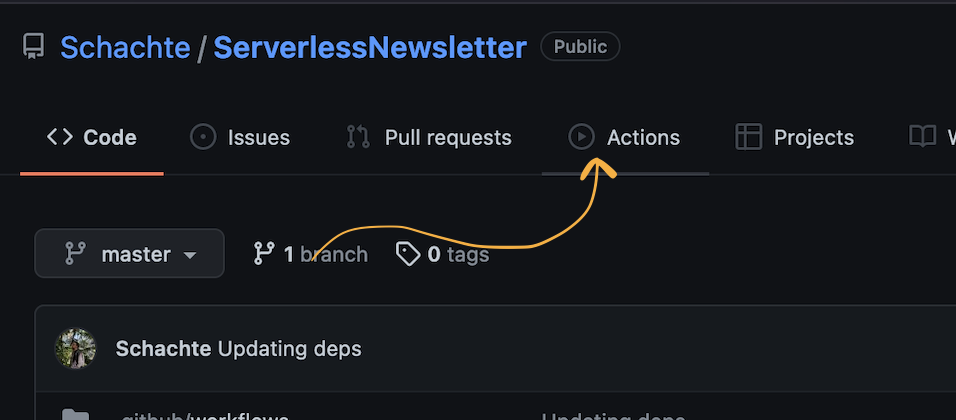 Schachte / ServerlessNewsletter Public
Code Issues Pull requests Actions Projects
master 1 branch 0 tags
Schachte Updating deps
.github/workflows Updating deps